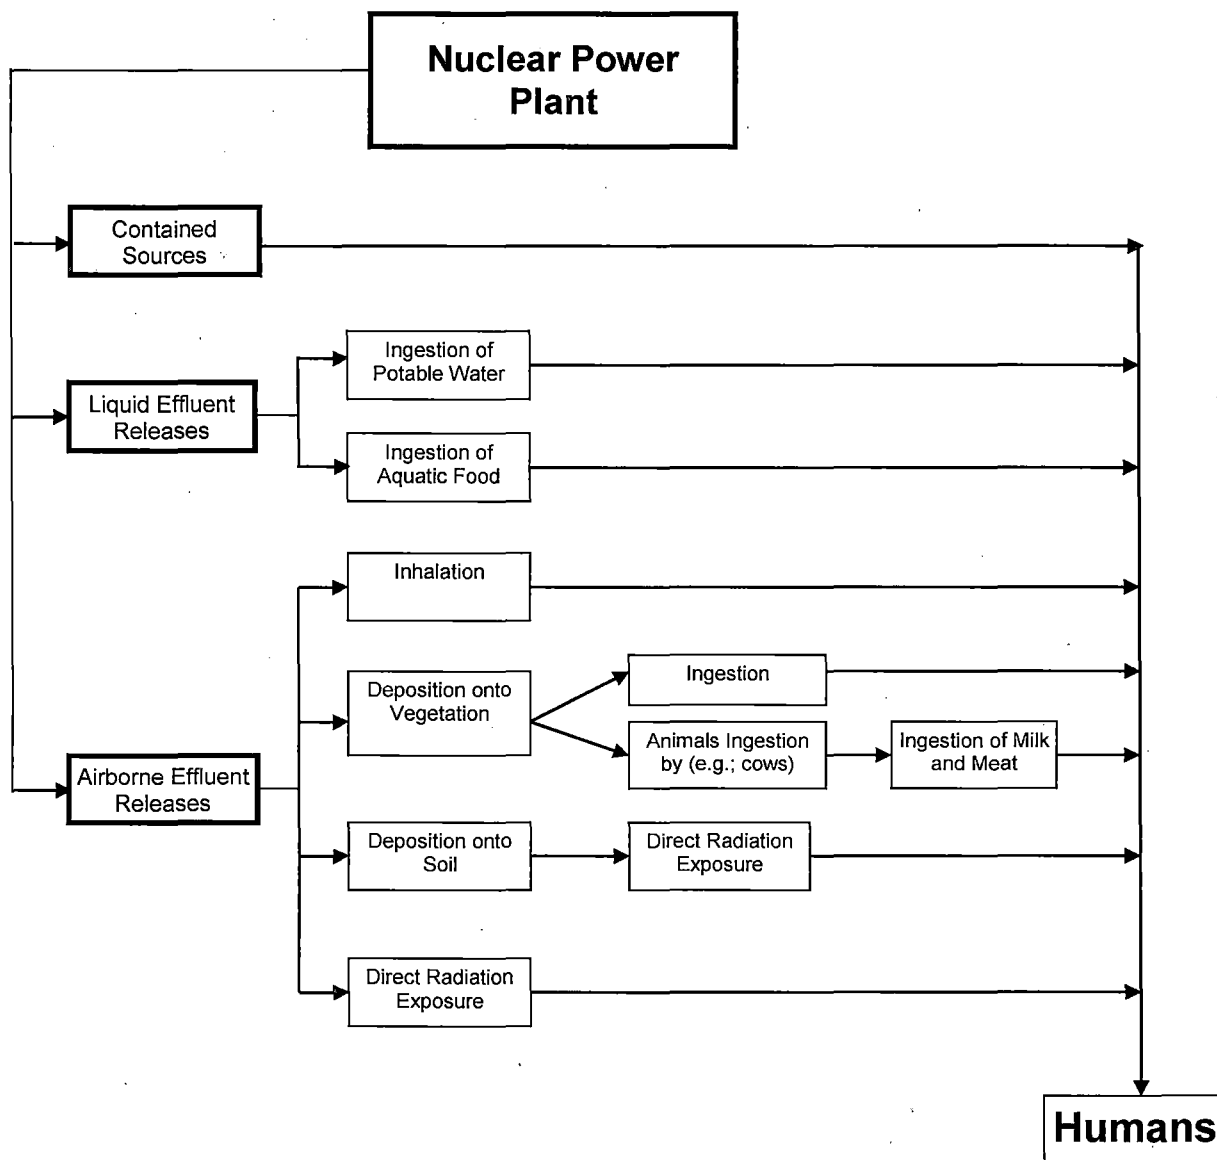 Nuclear Power
Plant
Contained
Sources
Ingestion of
Potable Water
Liquid Effluent
Releases
Ingestion of
Aquatic Food
Inhalation
Deposition onto
Vegetation
Ingestion
Animals Ingestion
by (e.g.; cows)
Ingestion of Milk
and Meat
Airborne Effluent
Releases
Deposition onto
Soil
Direct Radiation
Exposure
Direct Radiation
Exposure
Humans